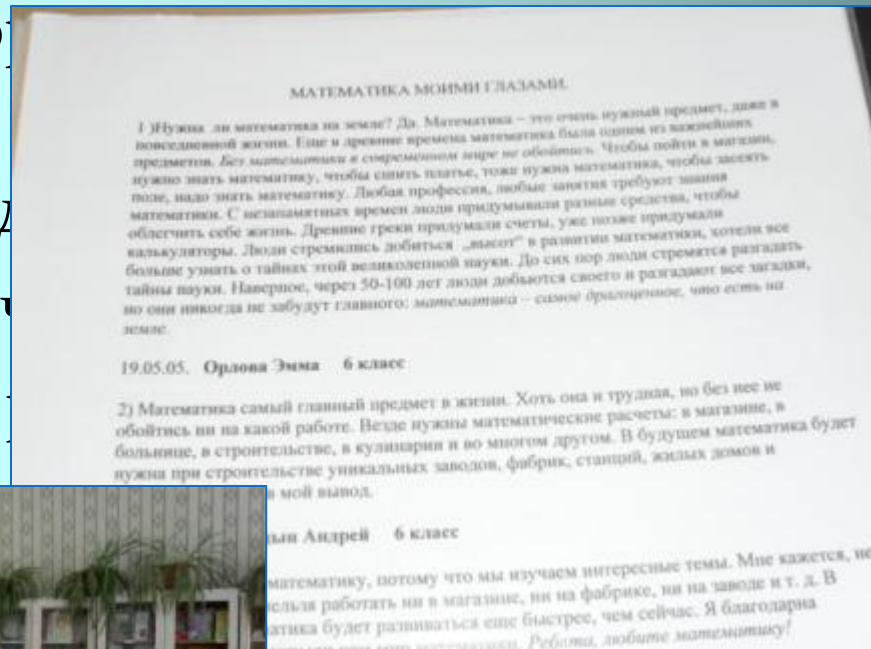 МАТЕМАТИКА МОИМИ ГЛАЗАМИ.
1 )Нужна ли математика на земле? Да. Математика – это очень нужный предмет, даже в
повседневной жизни. Еще в древние времена математика была одним из важнейших
предметов. Без математики в современном мире не обойтись. Чтобы пойти в магазин,
нужно знать математику, чтобы сшить платье, тоже нужна математика, чтобы засеять
поле, надо знать математику. Любая профессия, любые занятия требуют знания
математики. С незапамятных времен люди придумывали разные средства, чтобы
облегчить себе жизнь. Древние греки придумали счеты, уже позже придумали
калькуляторы. Люди стремились добиться „высот" в развитии математики, хотели все
больше узнать о тайнах этой великолепной науки. До сих пор люди стремятся разгадать
тайны науки. Наверное, через 50-100 лет люди добьются своего и разгадают все загадки,
но они никогда не забудут главного: математика – самое драгоценное, что есть на
земле.
19.05.05. Орлова Эмма 6 класс
2) Математика самый главный предмет в жизни. Хоть она и трудная, но без нее не
обойтись ни на какой работе. Везде нужны математические расчеты: в магазине, в
больнице, в строительстве, в кулинарии и во многом другом. В будущем математика будет
нужна при строительстве уникальных заводов, фабрик, станций, жилых домов и
в мой вывод.
Андрей 6 класс
математику, потому что мы изучаем интересные темы. Мне кажется, не
нельзя работать ни в магазине, ни на фабрике, ни на заводе и т. д. В
атика будет развиваться еще быстрее, чем сейчас. Я благодарна
математики. Ребята, любите математику!